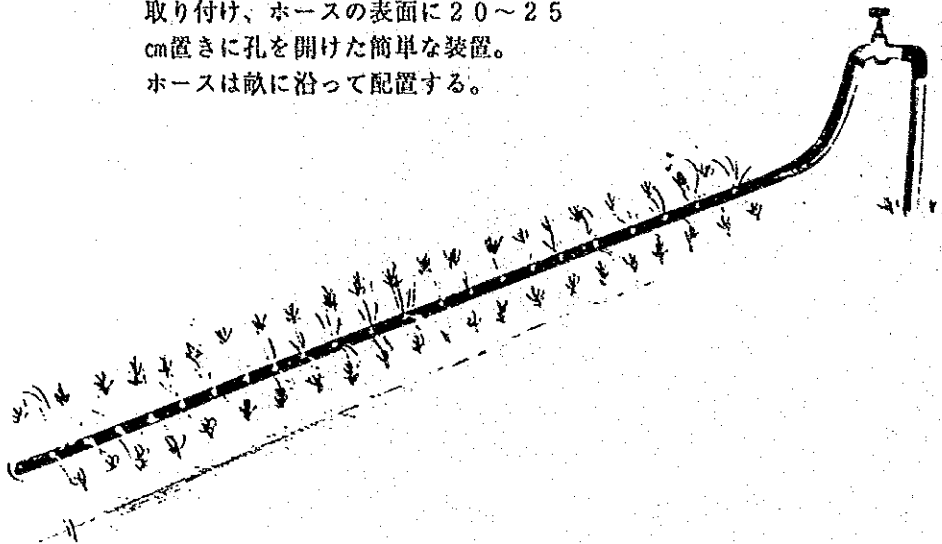 取り付け、ホースの表面に２０～２５
㎝置きに孔を開けた簡単な装置。
ホースは畝に沿って配置する。